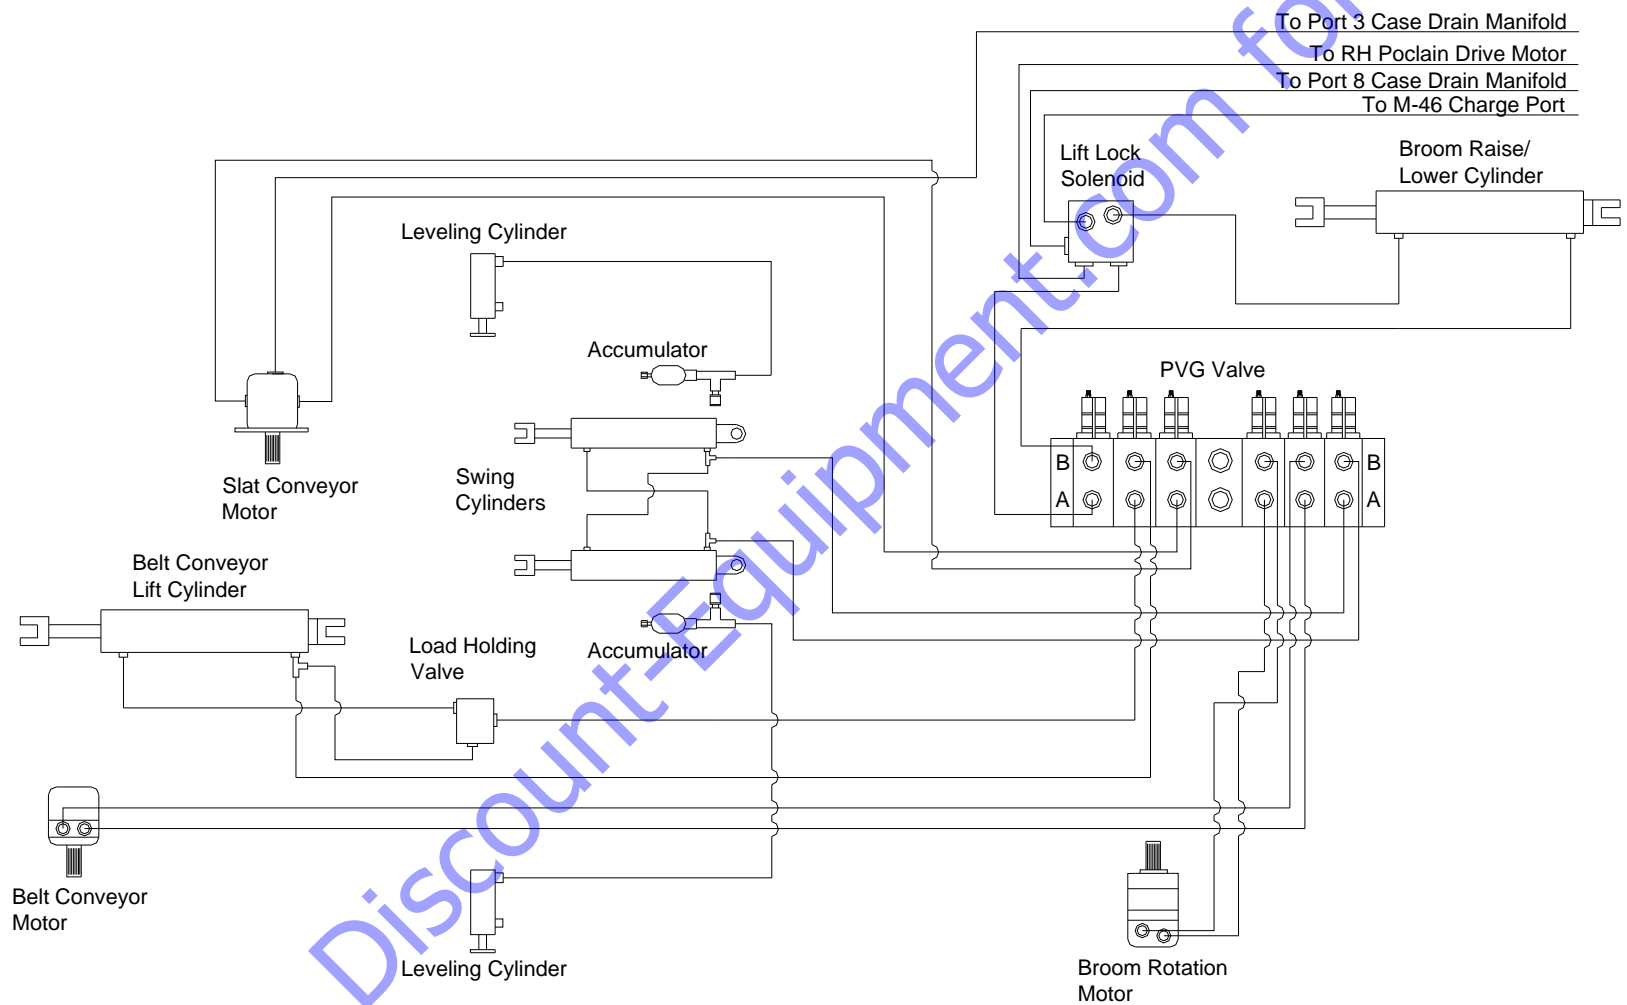 To Port 3 Case Drain Manifold
To RH Poclain Drive Motor
To Port 8 Case Drain Manifold
To M-46 Charge Port
Lift Lock
Solenoid
Broom Raise/
Lower Cylinder
Leveling Cylinder
Accumulator
PVG Valve
B
B
A
A
Slat Conveyor
Motor
Swing
Cylinders
Belt Conveyor
Lift Cylinder
Load Holding
Valve
Accumulator
Belt Conveyor
Motor
Leveling Cylinder
Broom Rotation
Motor
Discount-Equipment.com for